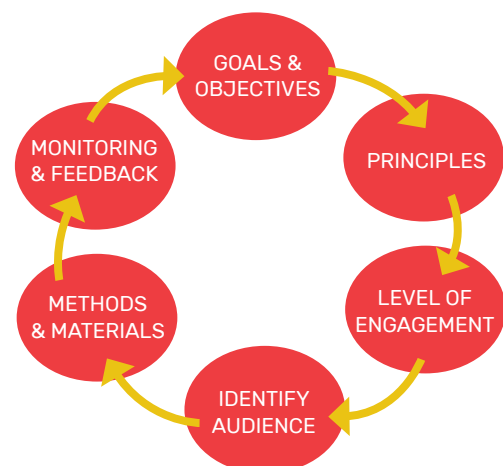 GOALS &
OBJECTIVES
PRINCIPLES
LEVEL OF
ENGAGEMENT
IDENTIFY
AUDIENCE
METHODS
& MATERIALS
MONITORING
& FEEDBACK